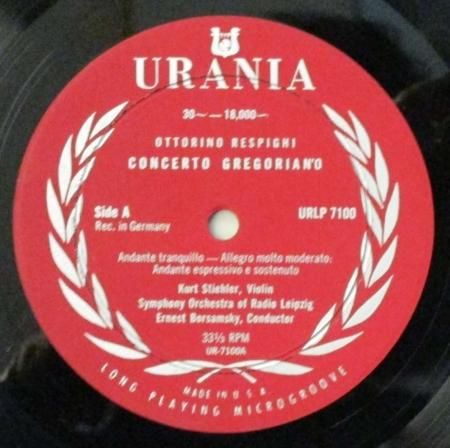 URANIA
30~ — 16,000~
OTTORINO RESPIGHI
CONCERTO GREGORIANO
Side A
Rec. in Germany
URLP 7100
Andante tranquillo — Allegro molto moderato:
Andante espressivo e sostenuto
Kurt Stiehler, Violin
Symphony Orchestra of Radio Leipzig
Ernest Borsamsky, Conductor
33⅓ RPM
UR-7100A
MADE IN U.S.A
LONG PLAYING MICROGROOVE